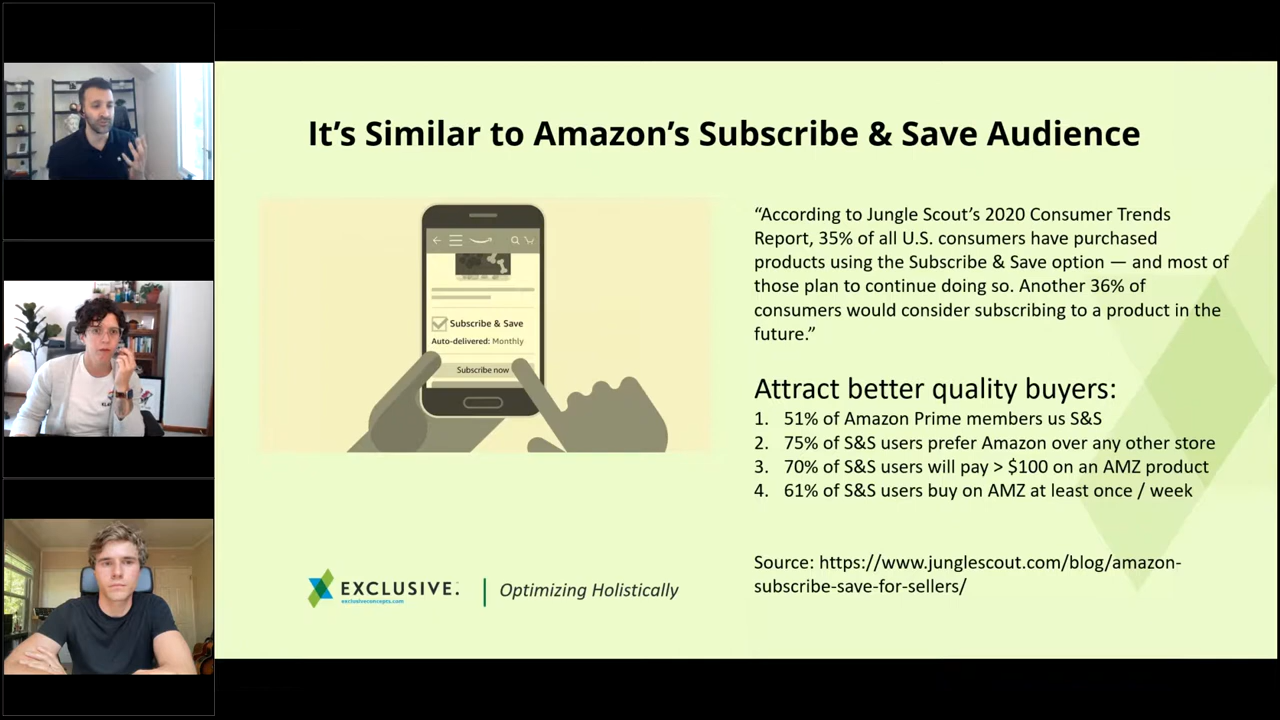 It's Similar to Amazon's Subscribe & Save Audience
Subscribe & Save
Auto-delivered: Monthly
Subscribe now
“According to Jungle Scout's 2020 Consumer Trends
Report, 35% of all U.S. consumers have purchased
products using the Subscribe & Save option — and most of
those plan to continue doing so. Another 36% of
consumers would consider subscribing to a product in the
future.”
Attract better quality buyers:
1. 51% of Amazon Prime members us S&S
2. 75% of S&S users prefer Amazon over any other store
3. 70% of S&S users will pay > $100 on an AMZ product
4. 61% of S&S users buy on AMZ at least once / week
Source: https://www.junglescout.com/blog/amazon-
subscribe-save-for-sellers/
EXCLUSIVE.
exclusiveconcepts.com
Optimizing Holistically